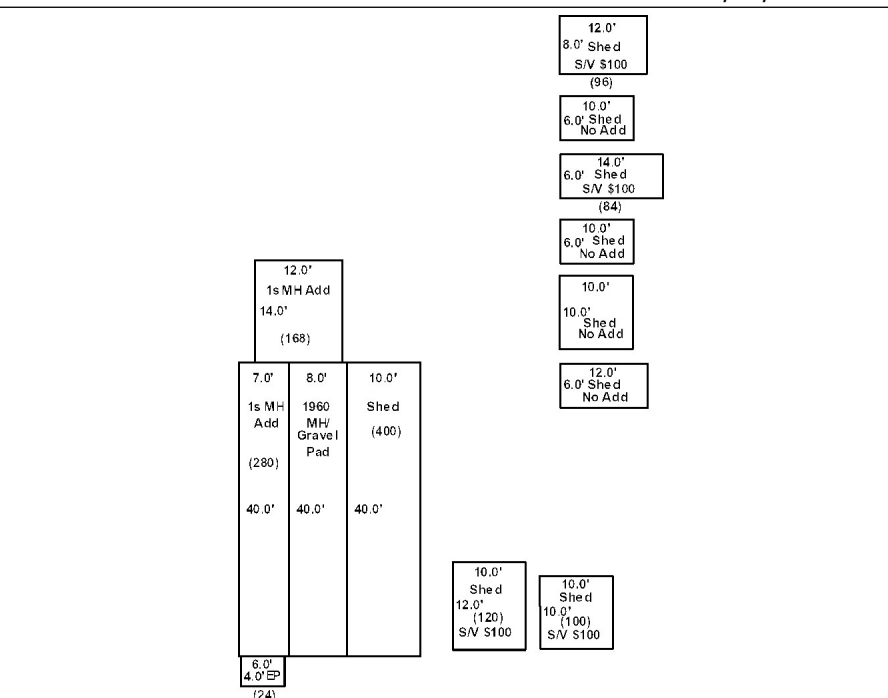 12.0'
8.0' Shed
S/V $100
(96)
10.0'
6.0' Shed
No Add
14.0'
6.0' Shed
S/V $100
(84)
10.0'
6.0' Shed
No Add
10.0'
10.0'
Shed
No Add
12.0'
6.0' Shed
No Add
12.0'
1s MH Add
14.0'
(168)
7.0'
1s MH
Add
(280)
40.0'
8.0'
1960
MH/
Gravel
Pad
40.0'
10.0'
Shed
(400)
40.0'
10.0'
Shed
12.0'
(120)
S/V $100
10.0'
Shed
10.0'
(100)
S/V $100
6.0'
4.0' EP
(24)